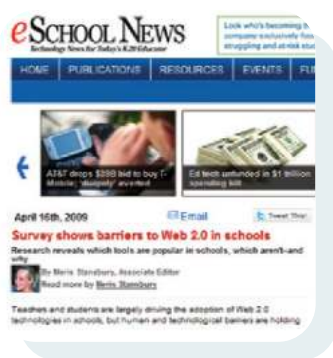 eSCHOOL NEWS
Technology News for Today's K-20 Educator
Look who's becoming
company exclusively
struggling and at-risk
HOME PUBLICATIONS RESOURCES EVENTS FU
AT&T drops $39B bid to buy T-
Mobile; 'duopoly' averted
Ed tech unfunded in $1 trillion
spending bill
April 16th, 2009
Email
Tweet This
Survey shows barriers to Web 2.0 in schools
Research reveals which tools are popular in schools, which aren't-and
why
By Meris Stansbury, Associate Editor
Read more by Meris Stansbury
Teachers and students are largely driving the adoption of Web 2.0
technologies in schools, but human and technological barriers are holding